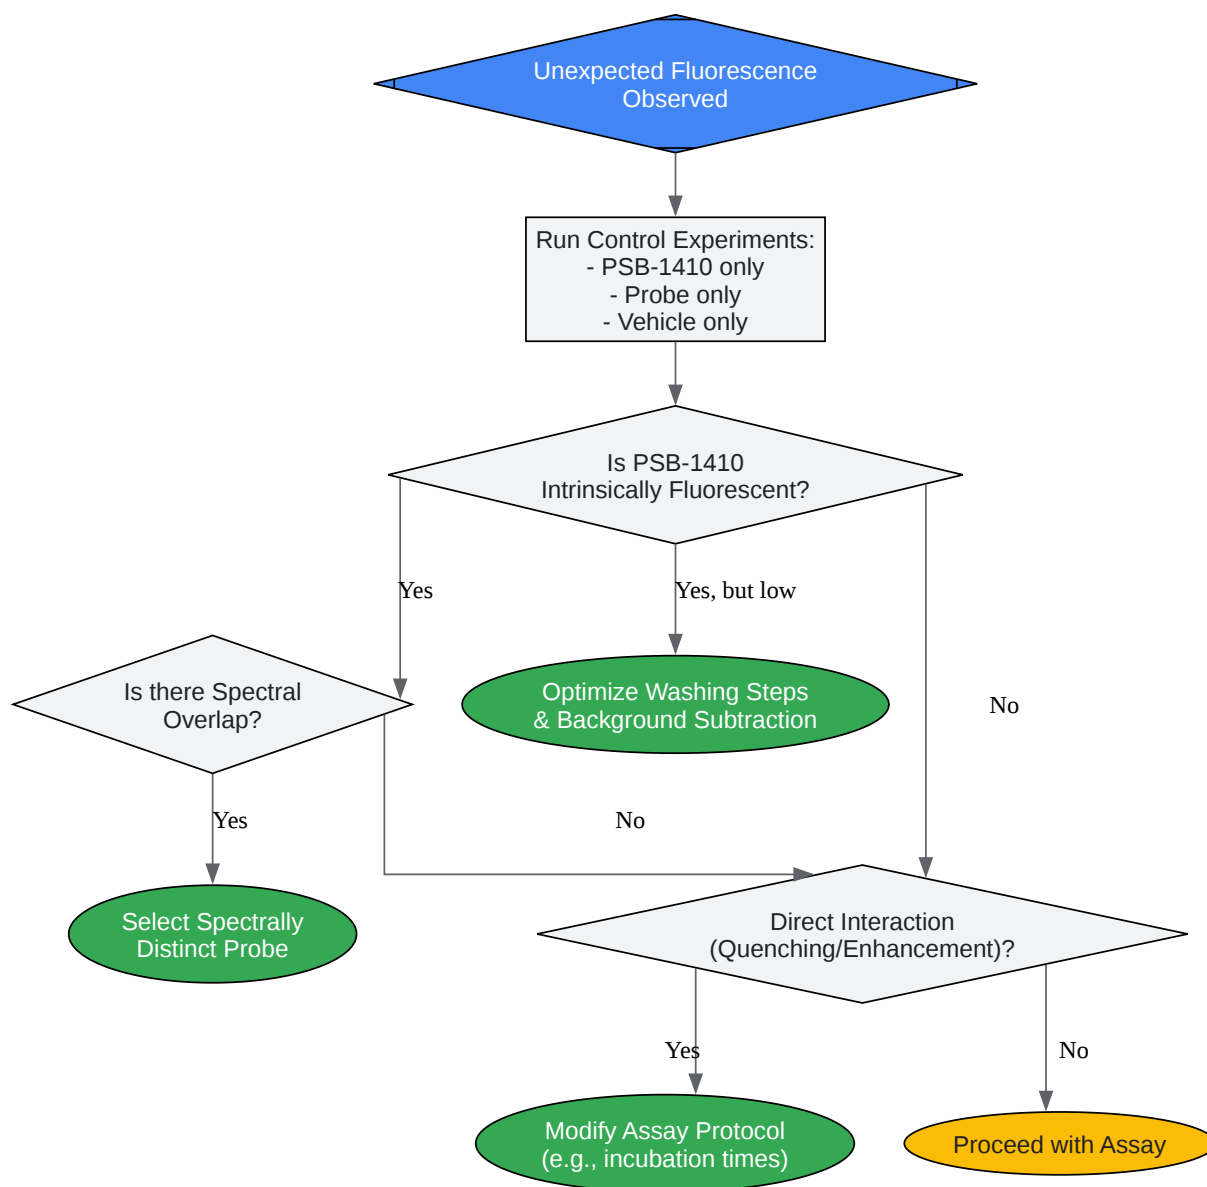 Unexpected Fluorescence
Observed
Run Control Experiments:
- PSB-1410 only
- Probe only
- Vehicle only
Is PSB-1410
Intrinsically Fluorescent?
Yes
Yes, but low
No
Is there Spectral
Overlap?
Optimize Washing Steps
& Background Subtraction
Yes
No
Select Spectrally
Distinct Probe
Direct Interaction
(Quenching/Enhancement)?
Yes
No
Modify Assay Protocol
(e.g., incubation times)
Proceed with Assay